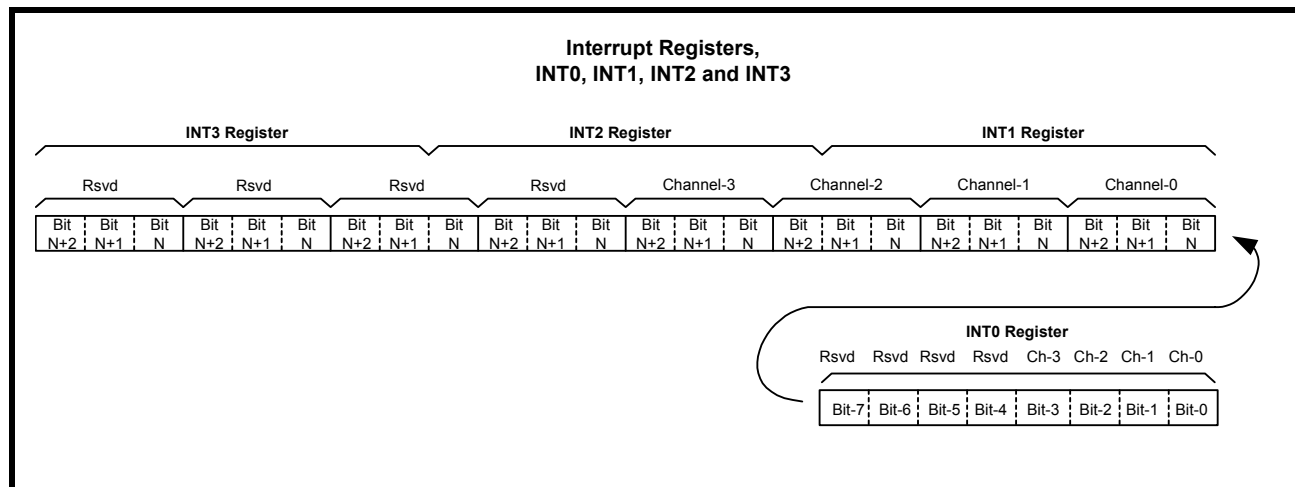 Interrupt Registers,
INT0, INT1, INT2 and INT3
INT3 Register INT2 Register INT1 Register
Rsvd Rsvd Rsvd Rsvd Channel-3 Channel-2 Channel-1 Channel-0
Bit Bit Bit Bit Bit Bit Bit Bit Bit Bit Bit Bit Bit Bit Bit Bit Bit Bit Bit Bit Bit Bit Bit Bit
N+2 N+1 N N+2 N+1 N N+2 N+1 N N+2 N+1 N N+2 N+1 N N+2 N+1 N N+2 N+1 N N+2 N+1 N
INT0 Register
Rsvd Rsvd Rsvd Rsvd Ch-3 Ch-2 Ch-1 Ch-0
Bit-7 Bit-6 Bit-5 Bit-4 Bit-3 Bit-2 Bit-1 Bit-0